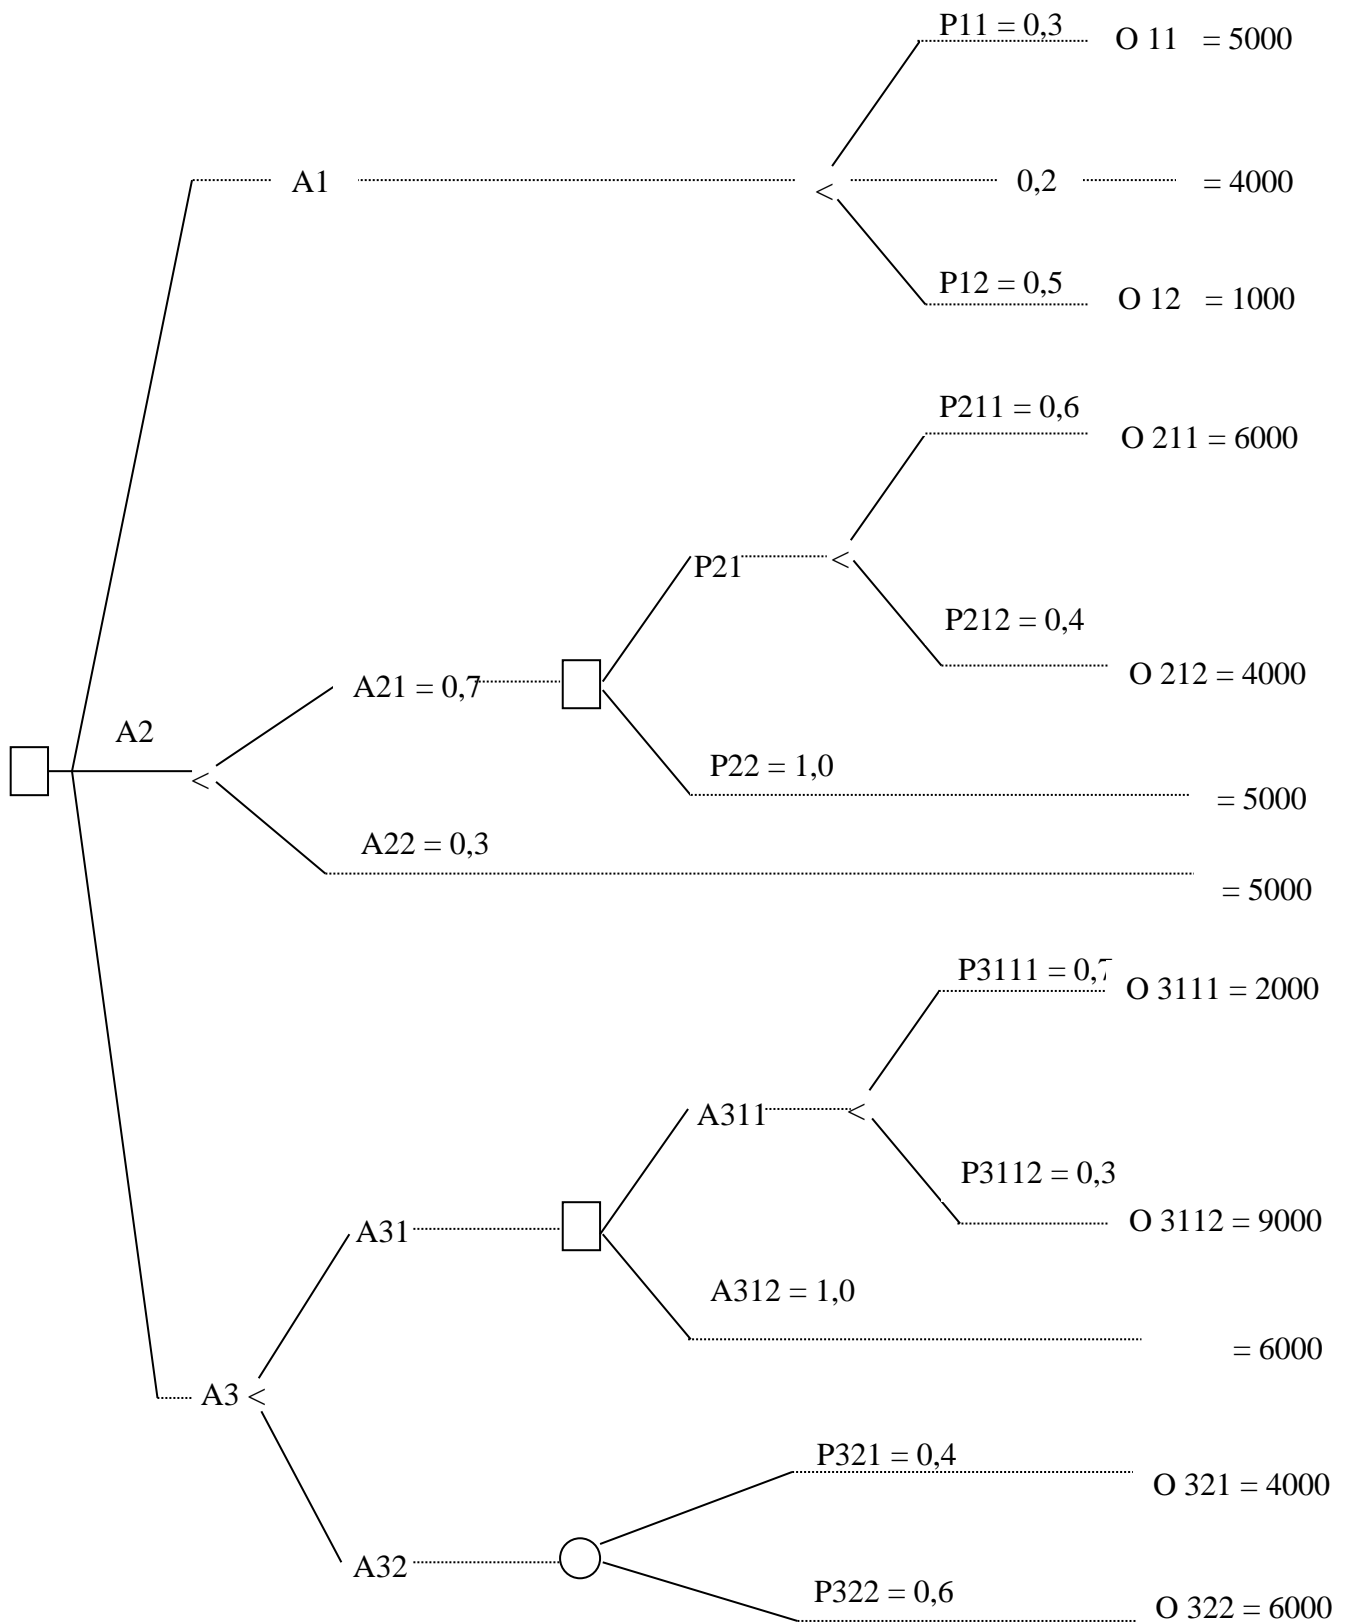 P11 = 0,3
O 11 = 5000
A1
< 0,2 = 4000
P12 = 0,5
O 12 = 1000
P211 = 0,6
O 211 = 6000
P21 <
P212 = 0,4
O 212 = 4000
A21 = 0,7
A2
<
P22 = 1,0
= 5000
A22 = 0,3
= 5000
P3111 = 0,7
O 3111 = 2000
A311 <
P3112 = 0,3
O 3112 = 9000
A31
A312 = 1,0
= 6000
A3 <
P321 = 0,4
O 321 = 4000
A32
P322 = 0,6
O 322 = 6000